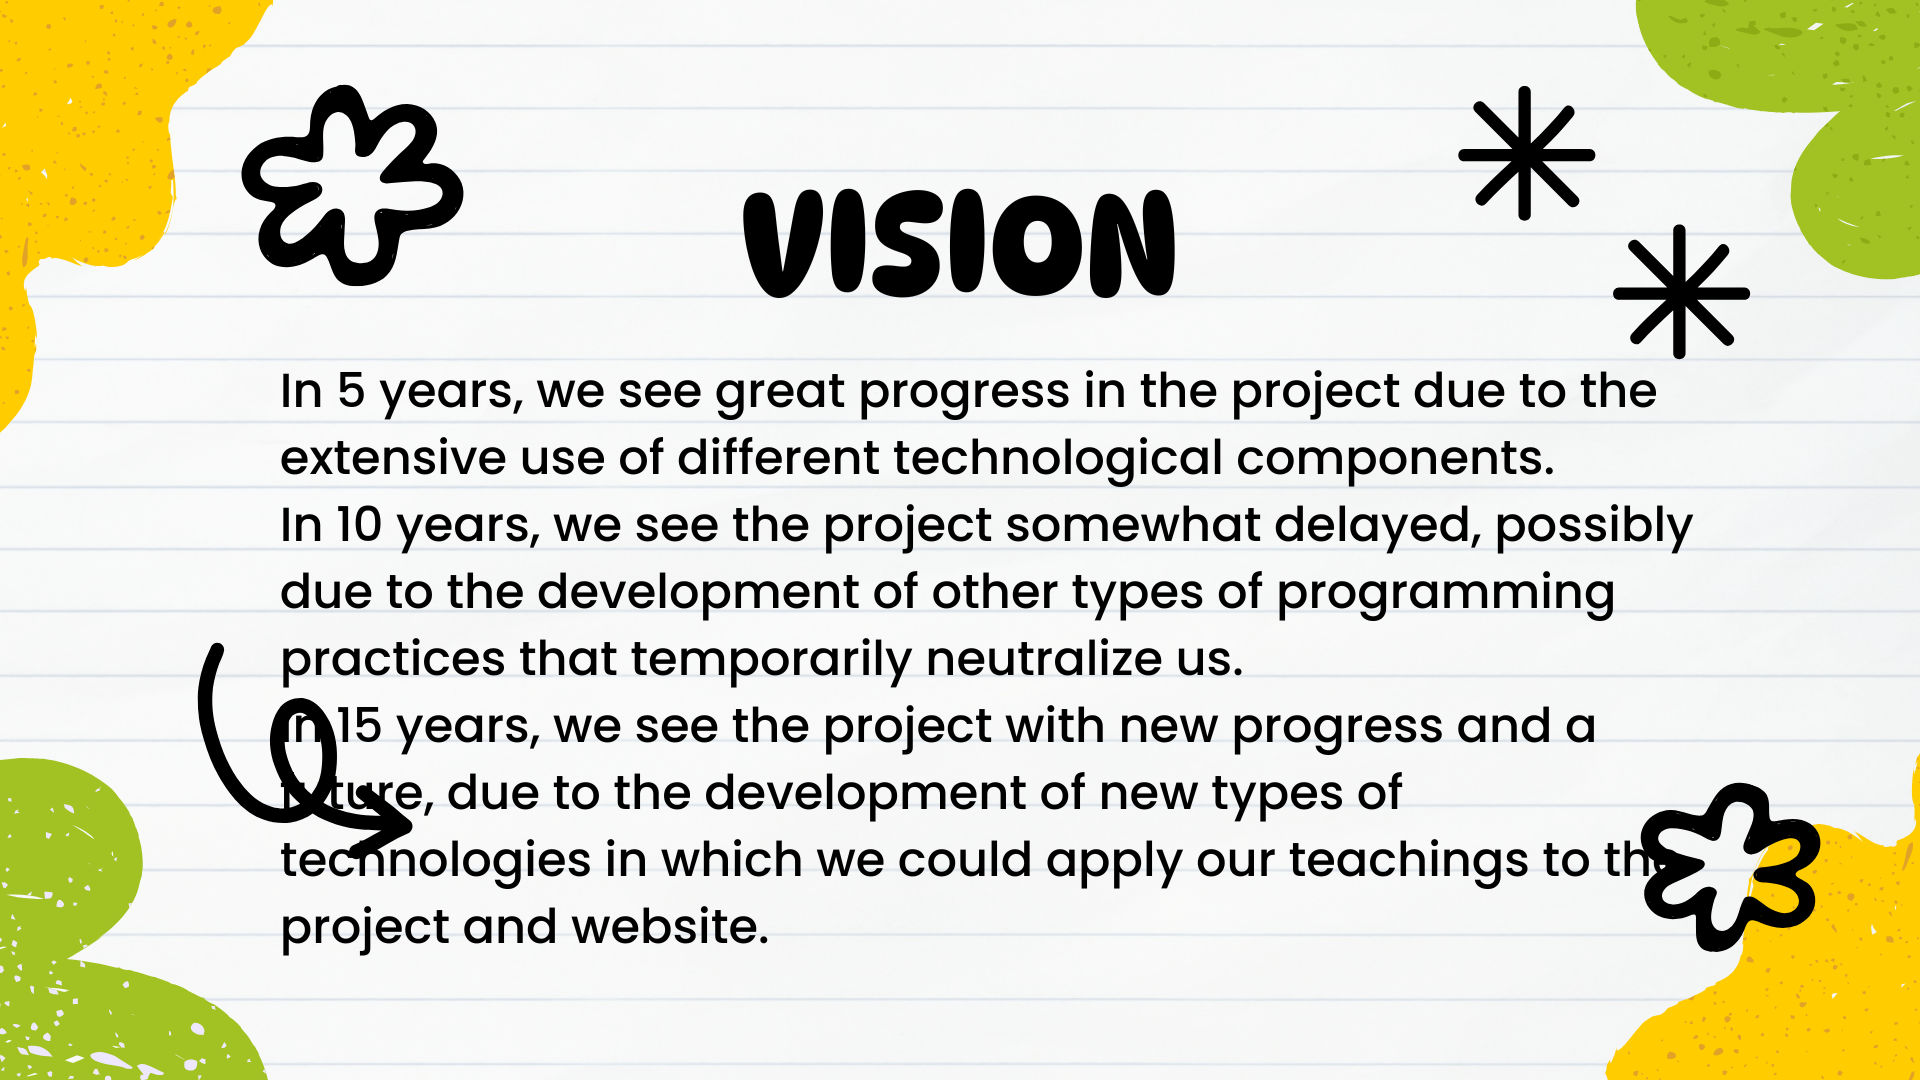 VISION
In 5 years, we see great progress in the project due to the
extensive use of different technological components.
In 10 years, we see the project somewhat delayed, possibly
due to the development of other types of programming
practices that temporarily neutralize us.
In 15 years, we see the project with new progress and a
future, due to the development of new types of
technologies in which we could apply our teachings to the
project and website.